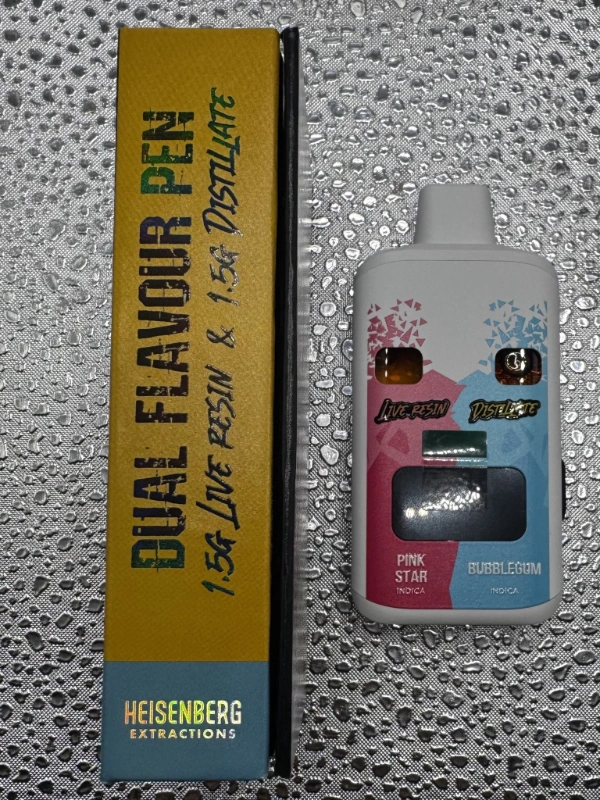 DUAL FLAVOUR PEN
1.5G LIVE RESIN & 1.5G DISTILLATE
HEISENBERG
EXTRACTIONS
LIVE RESIN
DISTILLATE
PINK
STAR
INDICA
BUBBLEGUM
INDICA